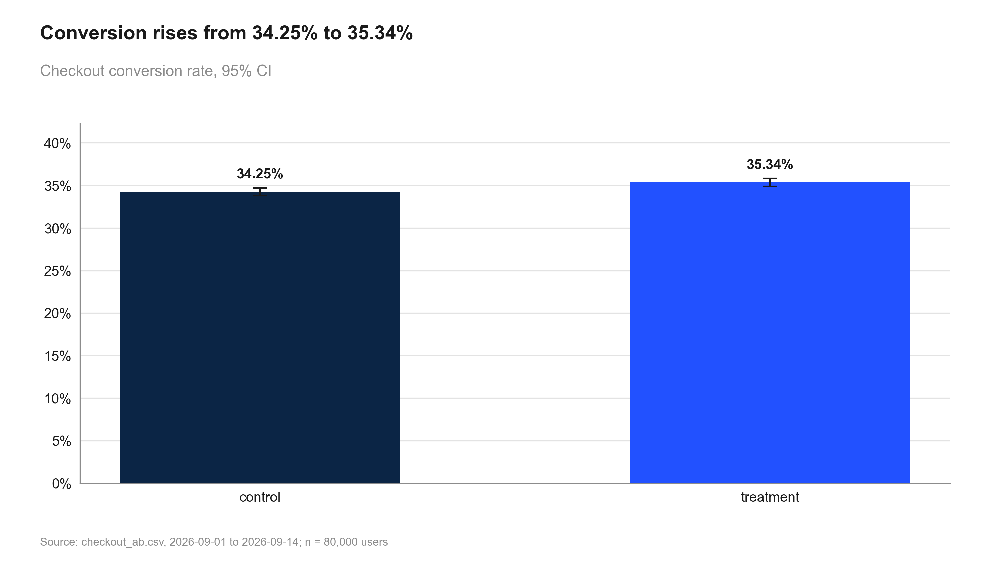 Conversion rises from 34.25% to 35.34%
Checkout conversion rate, 95% CI
40%
35%
30%
25%
20%
15%
10%
5%
0%
34.25%
35.34%
control
treatment
Source: checkout_ab.csv, 2026-09-01 to 2026-09-14; n = 80,000 users